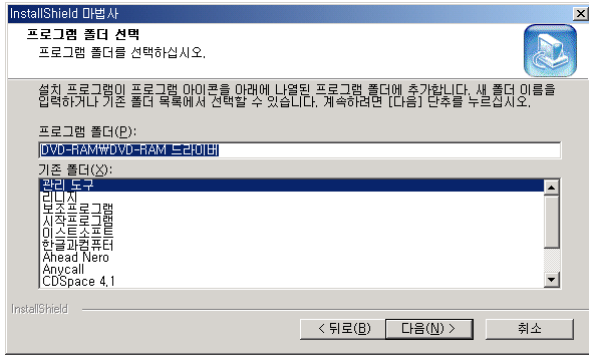 InstallShield 마법사
프로그램 폴더 선택
프로그램 폴더를 선택하십시오.
설치 프로그램이 프로그램 아이콘을 아래에 나열된 프로그램 폴더에 추가합니다. 새 폴더 이름을
입력하거나 기존 폴더 목록에서 선택할 수 있습니다. 계속하려면 [다음] 단추를 누르십시오.
프로그램 폴더(P):
DVD-RAM₩DVD-RAM 드라이버
기존 폴더(X):
관리 도구
리니지
보조프로그램
시작프로그램
이스트소프트
한글과컴퓨터
Ahead Nero
Anycall
CDSpace 4.1
InstallShield
< 뒤로(B)
다음(N) >
취소